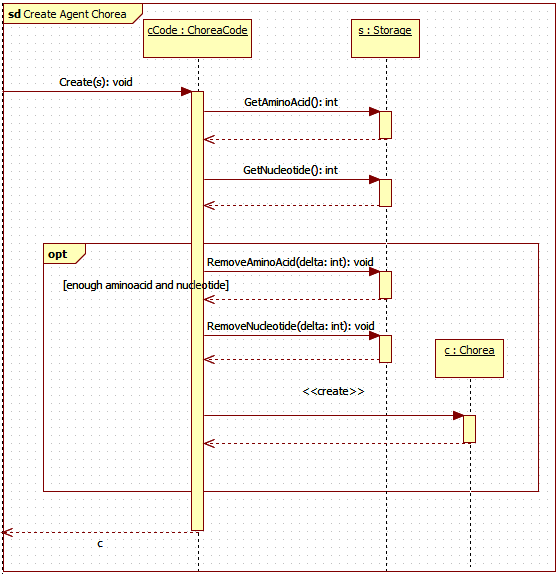 sd Create Agent Chorea
cCode : ChoreaCode
s : Storage
Create(s): void
GetAminoAcid(): int
GetNucleotide(): int
opt
RemoveAminoAcid(delta: int): void
[enough aminoacid and nucleotide]
RemoveNucleotide(delta: int): void
c : Chorea
<<create>>
c